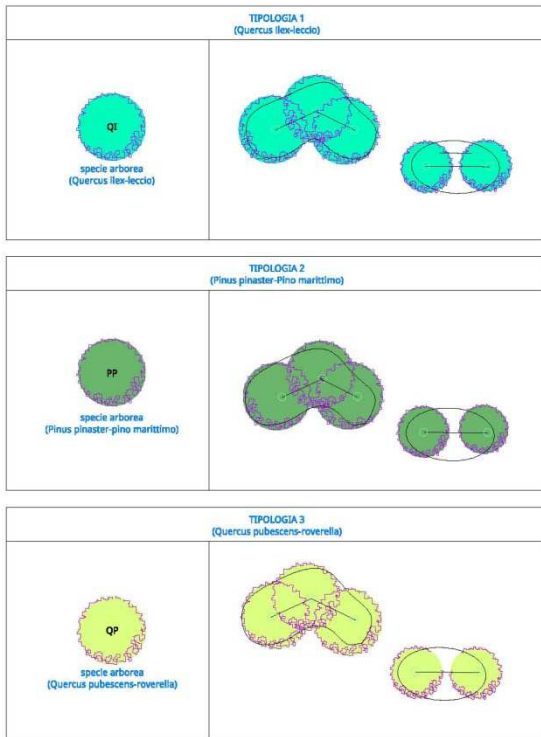 TIPOLOGIA 1
(Quercus ilex-leccio)
QI
specie arborea
(Quercus ilex-leccio)
TIPOLOGIA 2
(Pinus pinaster-Pino marittimo)
PP
specie arborea
(Pinus pinaster-pino marittimo)
TIPOLOGIA 3
(Quercus pubescens-roverella)
QP
specie arborea
(Quercus pubescens-roverella)